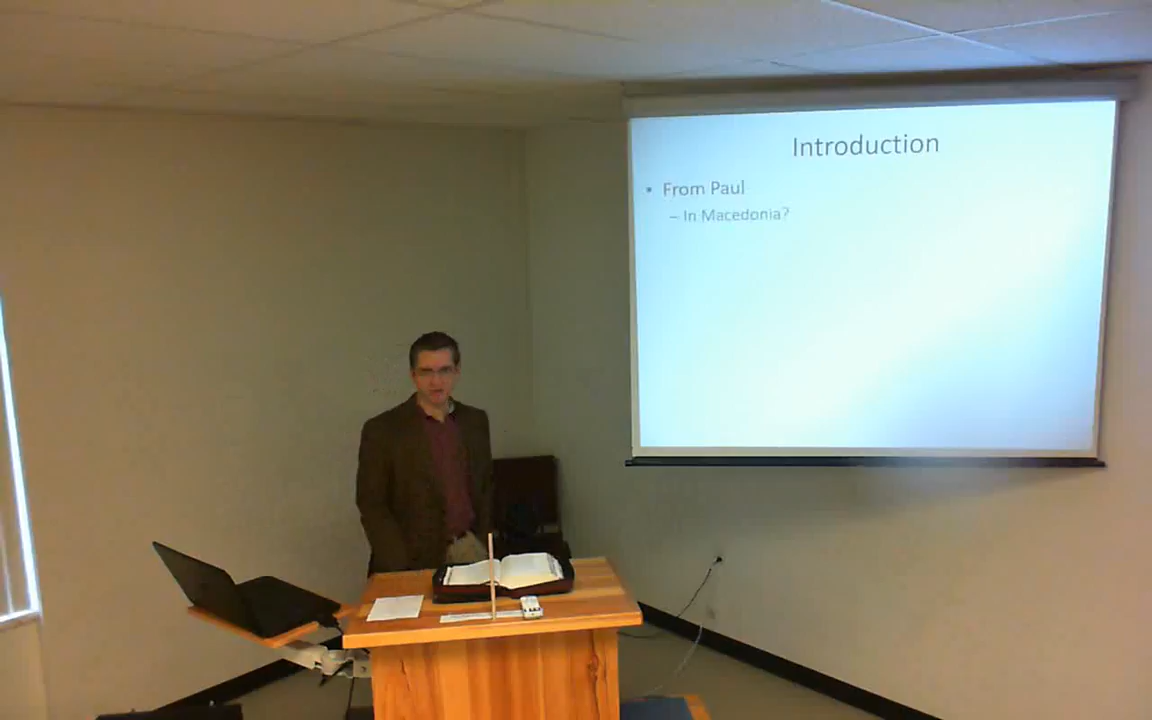 Introduction
• From Paul
– In Macedonia?